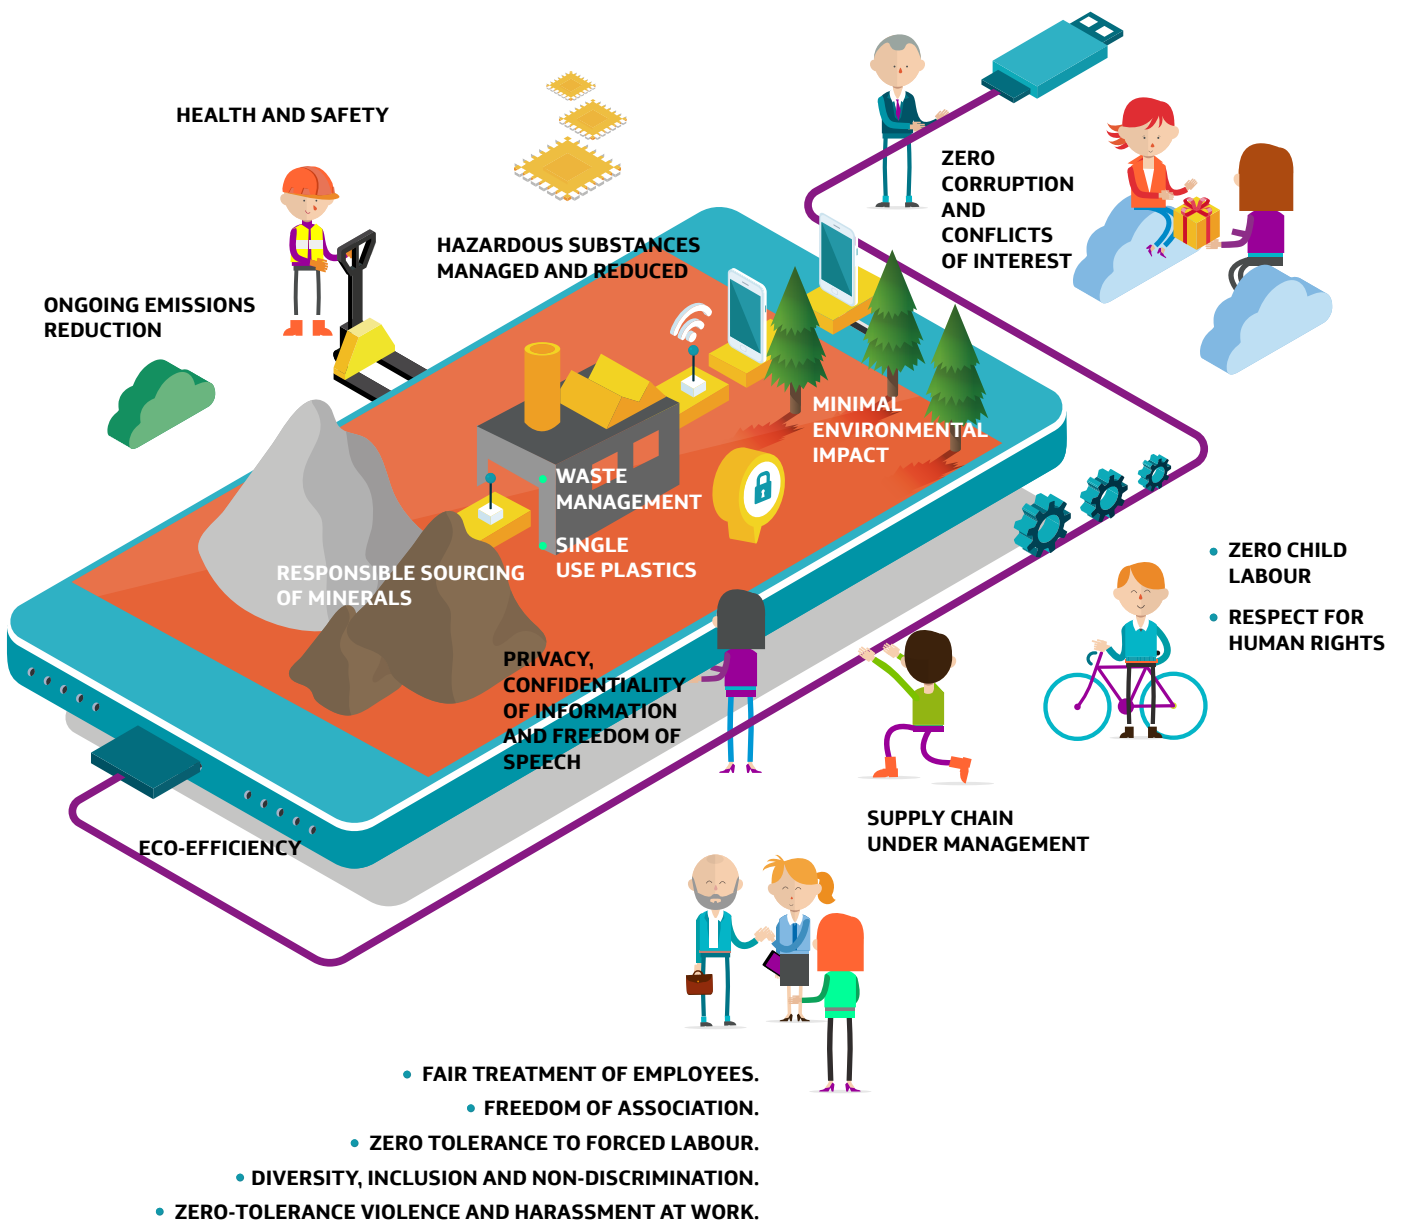 HEALTH AND SAFETY
ZERO
CORRUPTION
AND
CONFLICTS
OF INTEREST
HAZARDOUS SUBSTANCES
MANAGED AND REDUCED
ONGOING EMISSIONS
REDUCTION
MINIMAL
ENVIRONMENTAL
IMPACT
• WASTE
MANAGEMENT
• SINGLE
USE PLASTICS
RESPONSIBLE SOURCING
OF MINERALS
• ZERO CHILD
LABOUR
• RESPECT FOR
HUMAN RIGHTS
PRIVACY,
CONFIDENTIALITY
OF INFORMATION
AND FREEDOM OF
SPEECH
SUPPLY CHAIN
UNDER MANAGEMENT
ECO-EFFICIENCY
• FAIR TREATMENT OF EMPLOYEES.
• FREEDOM OF ASSOCIATION.
• ZERO TOLERANCE TO FORCED LABOUR.
• DIVERSITY, INCLUSION AND NON-DISCRIMINATION.
• ZERO-TOLERANCE VIOLENCE AND HARASSMENT AT WORK.